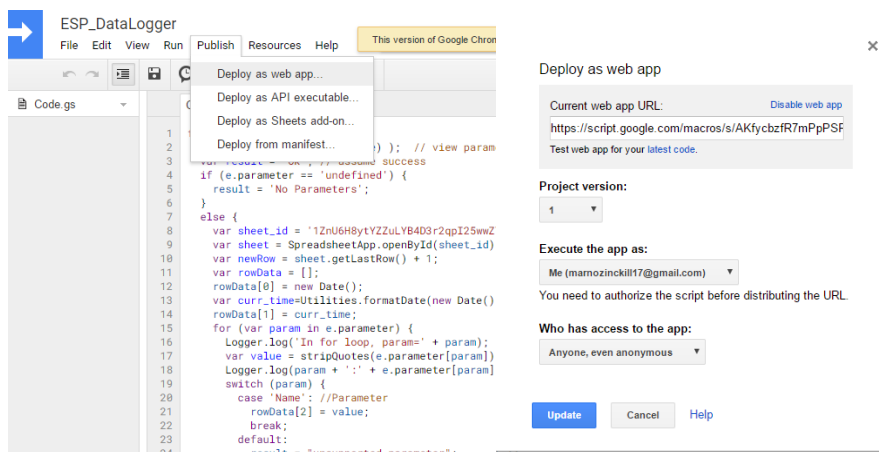 ESP_DataLogger
File Edit View Run Publish Resources Help
This version of Google Chron
Deploy as web app...
Deploy as API executable...
Deploy as Sheets add-on...
Deploy from manifest...
Code.gs
1
2 ) ); // view param
3 var result = // assume success
4 if (e.parameter == 'undefined') {
5 result = 'No Parameters';
6 }
7 else {
8 var sheet_id = '1ZnU6H8ytYZZuLYB4D3r2qpI25wwZ
9 var sheet = SpreadsheetApp.openById(sheet_id)
10 var newRow = sheet.getLastRow() + 1;
11 var rowData = [];
12 rowData[0] = new Date();
13 var curr_time=Utilities.formatDate(new Date()
14 rowData[1] = curr_time;
15 for (var param in e.parameter) {
16 Logger.log('In for loop, param=' + param);
17 var value = stripQuotes(e.parameter[param])
18 Logger.log(param + ':' + e.parameter[param]
19 switch (param) {
20 case 'Name': //Parameter
21 rowData[2] = value;
22 break;
23 default:
Deploy as web app
Current web app URL: Disable web app
https://script.google.com/macros/s/AKfycbzfR7mPpPSF
Test web app for your latest code.
Project version:
1
Execute the app as:
Me (mamozinckill17@gmail.com)
You need to authorize the script before distributing the URL.
Who has access to the app:
Anyone, even anonymous
Update Cancel Help